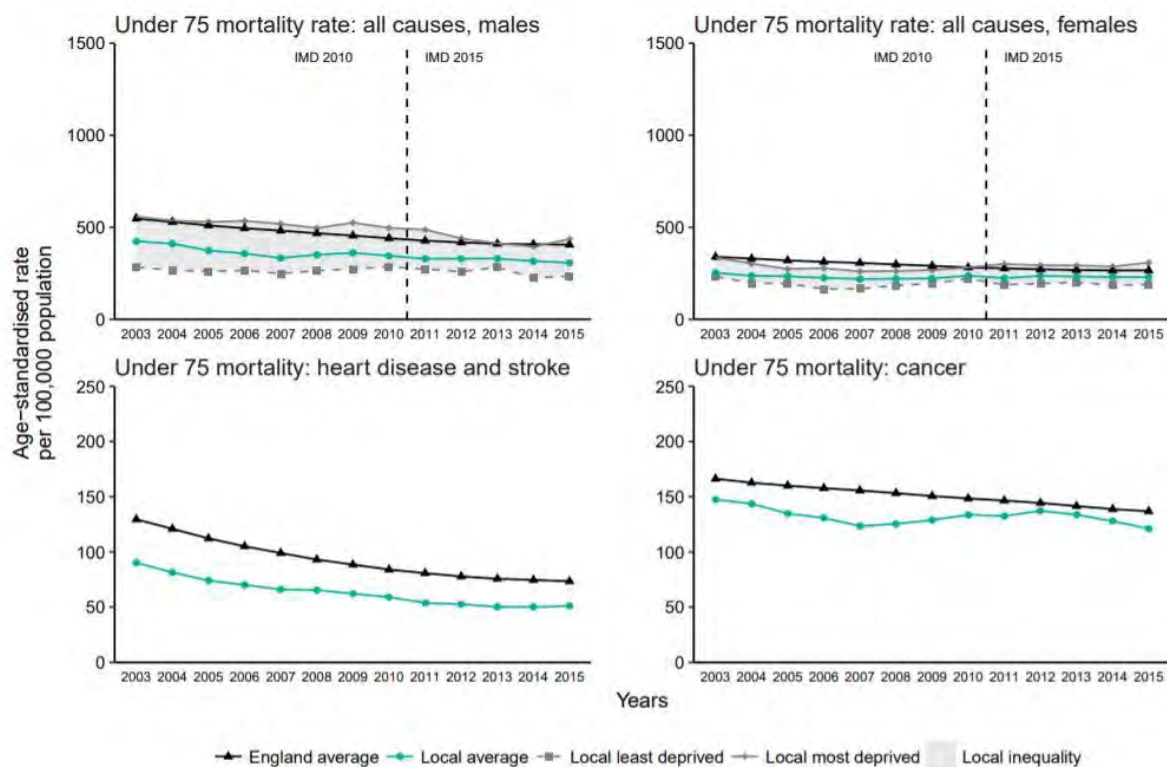 Under 75 mortality rate: all causes, males
1500
1000
500
0
IMD 2010
IMD 2015
2003 2004 2005 2006 2007 2008 2009 2010 2011 2012 2013 2014 2015
Under 75 mortality rate: all causes, females
1500
1000
500
0
IMD 2010
IMD 2015
2003 2004 2005 2006 2007 2008 2009 2010 2011 2012 2013 2014 2015
Age−standardised rate
per 100,000 population
Under 75 mortality: heart disease and stroke
250
200
150
100
50
0
2003 2004 2005 2006 2007 2008 2009 2010 2011 2012 2013 2014 2015
Under 75 mortality: cancer
250
200
150
100
50
0
2003 2004 2005 2006 2007 2008 2009 2010 2011 2012 2013 2014 2015
Years
England average Local average Local least deprived Local most deprived Local inequality